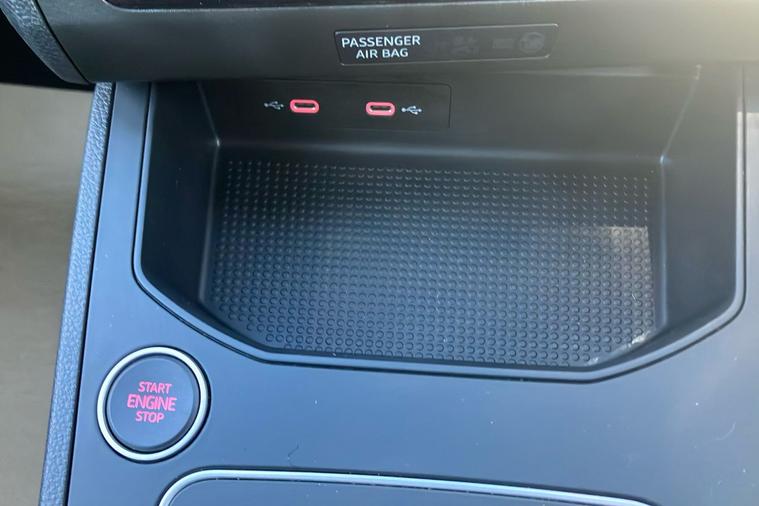 PASSENGER
AIR BAG
START
ENGINE
STOP